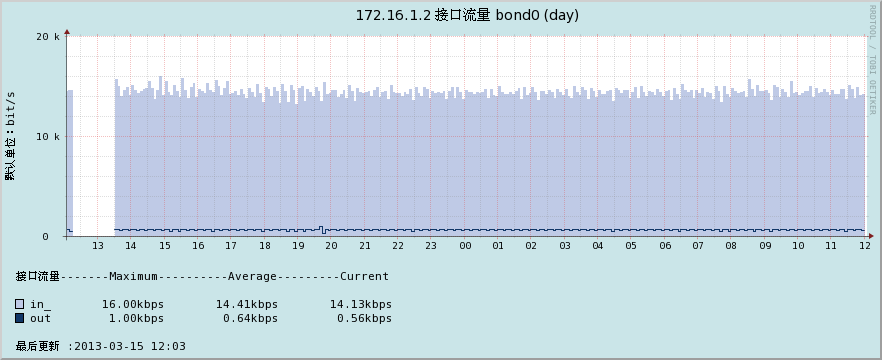 172.16.1.2 接口流量 bond0 (day)
RRDTOOL / TOBI OETIKER
默认单位：bit/s
20 k
10 k
0
13 14 15 16 17 18 19 20 21 22 23 00 01 02 03 04 05 06 07 08 09 10 11 12
接口流量-------Maximum----------Average---------Current
in_ 16.00kbps 14.41kbps 14.13kbps
out 1.00kbps 0.64kbps 0.56kbps
最后更新 :2013-03-15 12:03